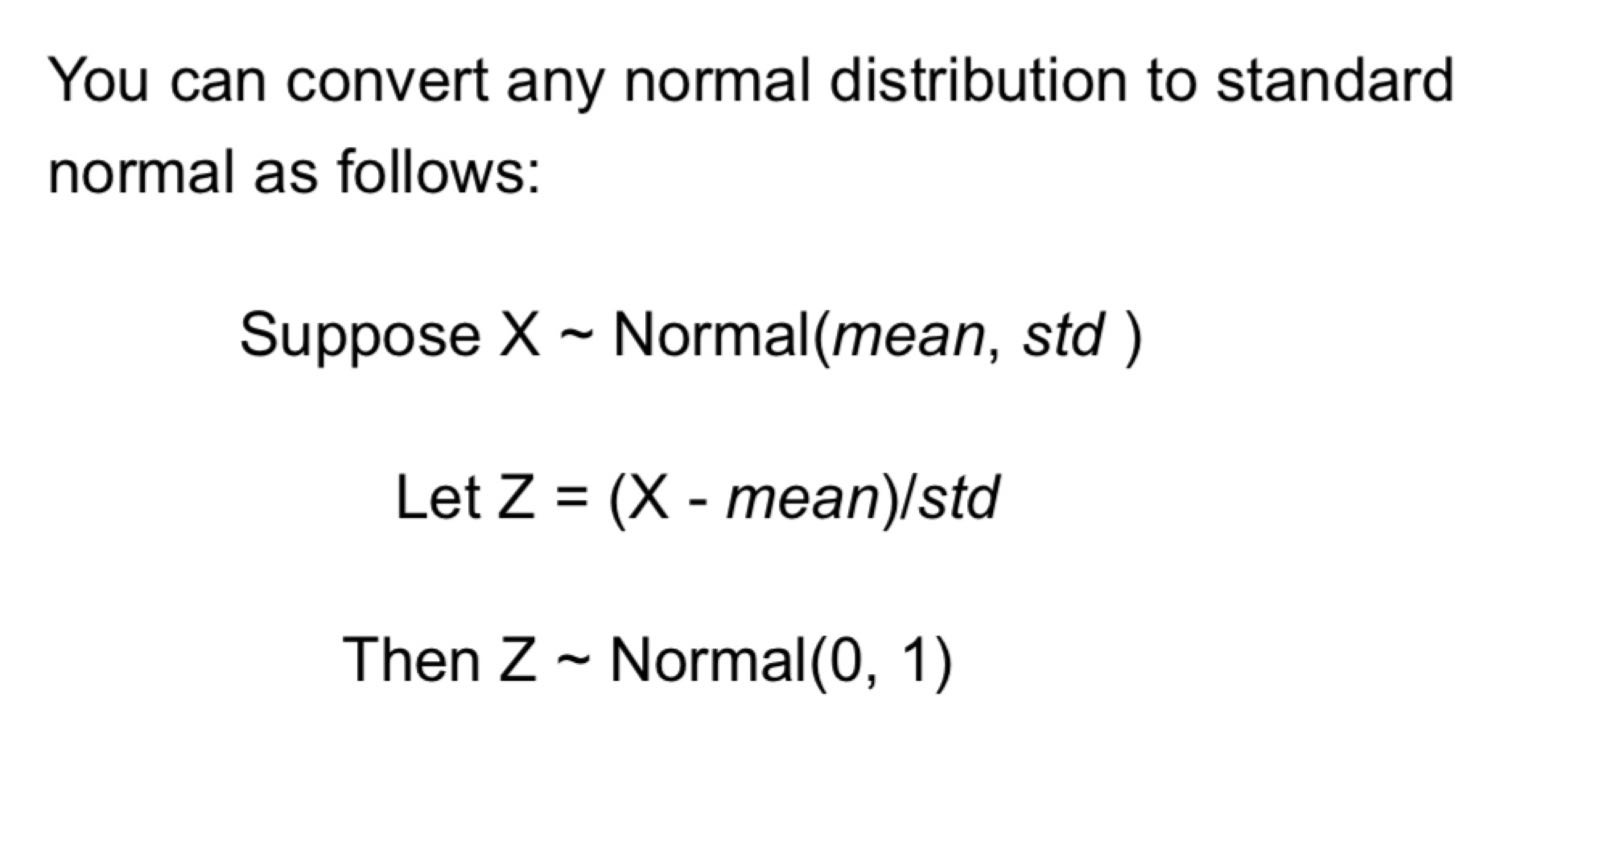 You can convert any normal distribution to standard
normal as follows:
Suppose X ~ Normal(mean, std )
Let Z = (X - mean)/std
Then Z ~ Normal(0, 1)